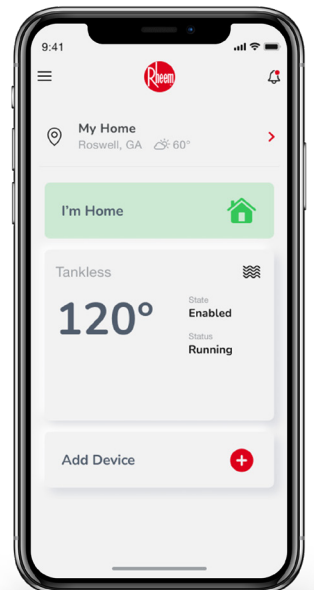 9:41
Rheem
My Home
Roswell, GA 60°
I'm Home
Tankless
120°
State
Enabled
Status
Running
Add Device